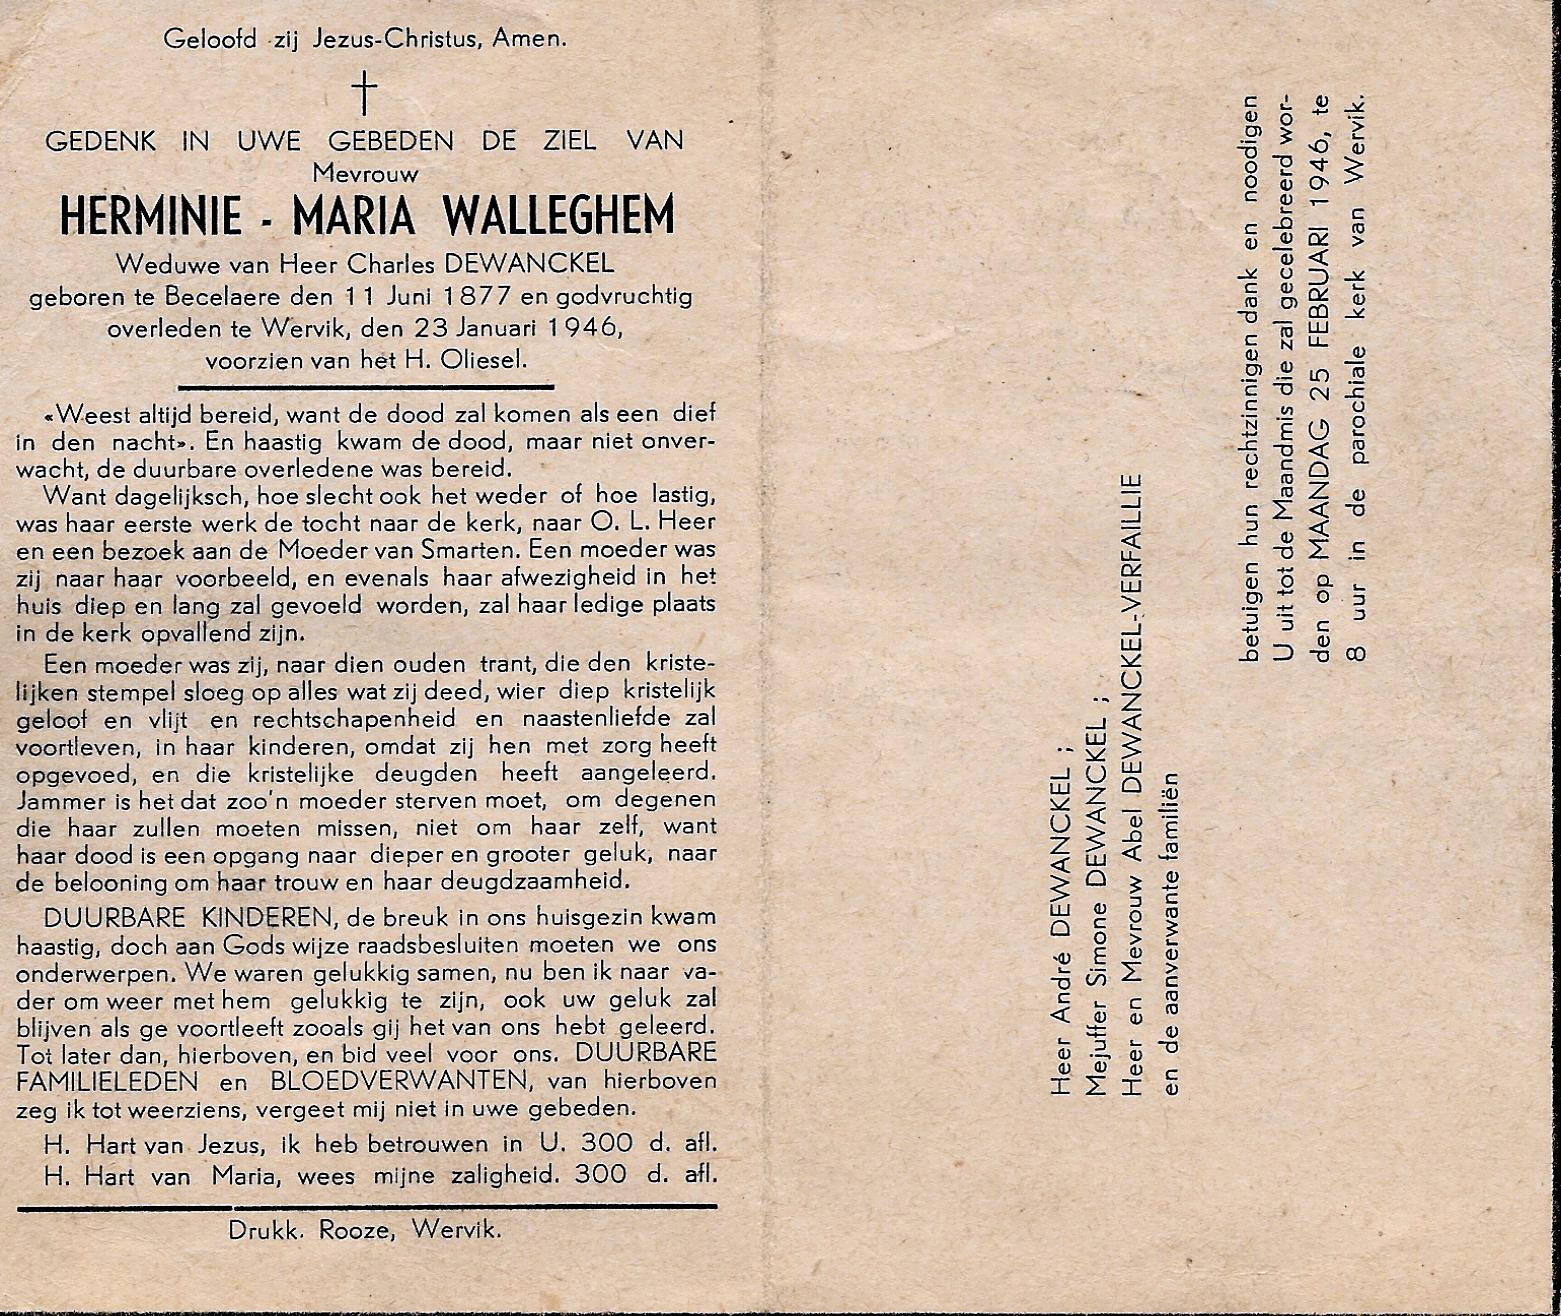 Geloofd zij Jezus-Christus, Amen.
GEDENK IN UWE GEBEDEN DE ZIEL VAN
Mevrouw
HERMINIE - MARIA WALLEGHEM
Weduwe van Heer Charles DEWANCKEL
geboren te Becelaere den 11 Juni 1877 en godvruchtig
overleden te Wervik, den 23 Januari 1946,
voorzien van het H. Oliesel.
«Weest altijd bereid, want de dood zal komen als een dief
in den nacht». En haastig kwam de dood, maar niet onver-
wacht, de duurbare overledene was bereid.
Want dagelijksch, hoe slecht ook het weder of hoe lastig,
was haar eerste werk de tocht naar de kerk, naar O. L. Heer
en een bezoek aan de Moeder van Smarten. Een moeder was
zij naar haar voorbeeld, en evenals haar afwezigheid in het
huis diep en lang zal gevoeld worden, zal haar ledige plaats
in de kerk opvallend zijn.
Een moeder was zij, naar dien ouden trant, die den kriste-
lijken stempel sloeg op alles wat zij deed, wier diep kristelijk
geloof en vlijt en rechtschapenheid en naastenliefde zal
voortleven, in haar kinderen, omdat zij hen met zorg heeft
opgevoed, en die kristelijke deugden heeft aangeleerd.
Jammer is het dat zoo'n moeder sterven moet, om degenen
die haar zullen moeten missen, niet om haar zelf, want
haar dood is een opgang naar dieper en grooter geluk, naar
de belooning om haar trouw en haar deugdzaamheid.
DUURBARE KINDEREN, de breuk in ons huisgezin kwam
haastig, doch aan Gods wijze raadsbesluiten moeten we ons
onderwerpen. We waren gelukkig samen, nu ben ik naar va-
der om weer met hem gelukkig te zijn, ook uw geluk zal
blijven als ge voortleeft zooals gij het van ons hebt geleerd.
Tot later dan, hierboven, en bid veel voor ons. DUURBARE
FAMILIELEDEN en BLOEDVERWANTEN, van hierboven
zeg ik tot weerziens, vergeet mij niet in uwe gebeden.
H. Hart van Jezus, ik heb betrouwen in U. 300 d. afl.
H. Hart van Maria, wees mijne zaligheid. 300 d. afl.
Drukk. Rooze, Wervik.
Heer André DEWANCKEL ;
Mejuffer Simone DEWANCKEL ;
Heer en Mevrouw Abel DEWANCKEL-VERFAILLIE
en de aanverwante familiën
betuigen hun rechtzinnigen dank en noodigen
U uit tot de Maandmis die zal gecelebreerd wor-
den op MAANDAG 25 FEBRUARI 1946, te
8 uur in de parochiale kerk van Wervik.